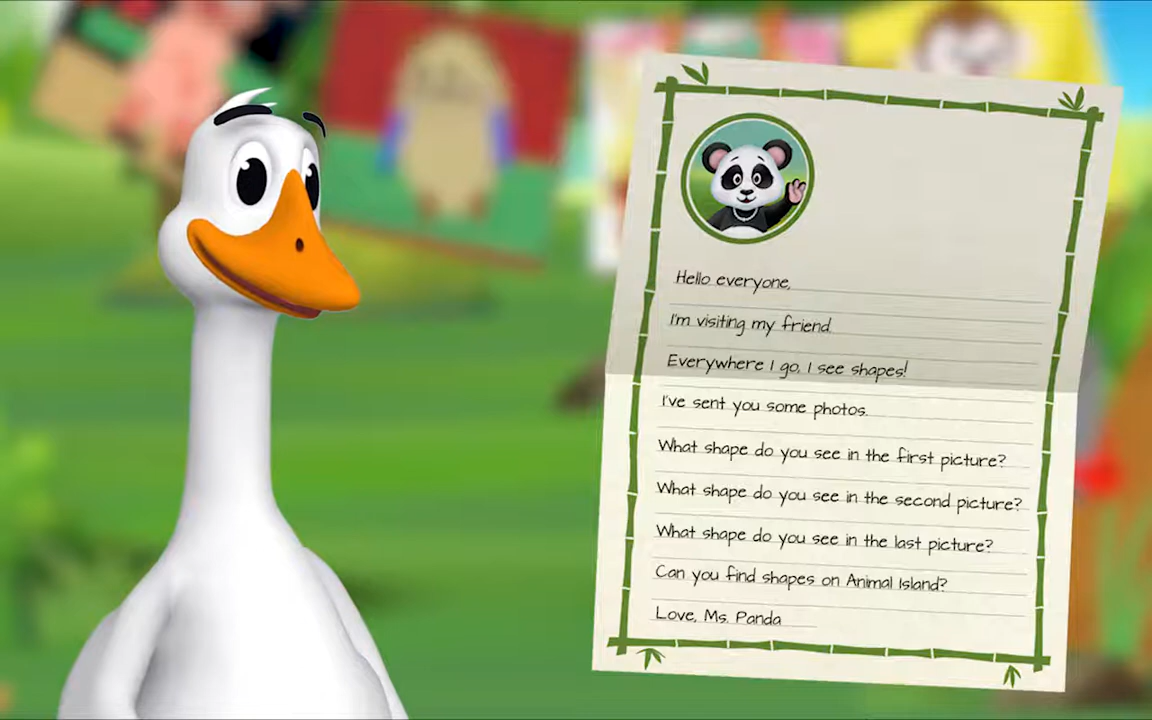 Hello everyone,
I'm visiting my friend.
Everywhere I go, I see shapes!
I've sent you some photos.
What shape do you see in the first picture?
What shape do you see in the second picture?
What shape do you see in the last picture?
Can you find shapes on Animal Island?
Love, Ms. Panda